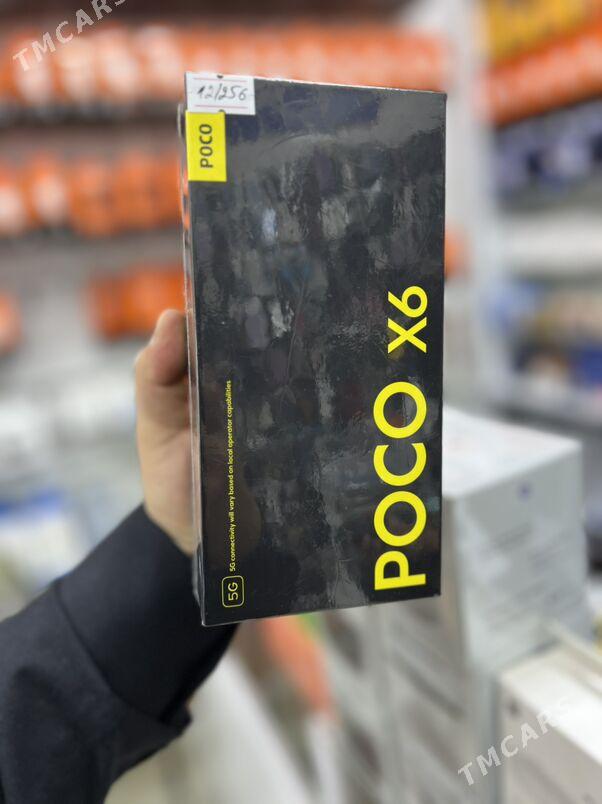 TMCARS
12/256
POCO
POCO X6
5G connectivity will vary based on local operator capabilities
5G
TMCARS